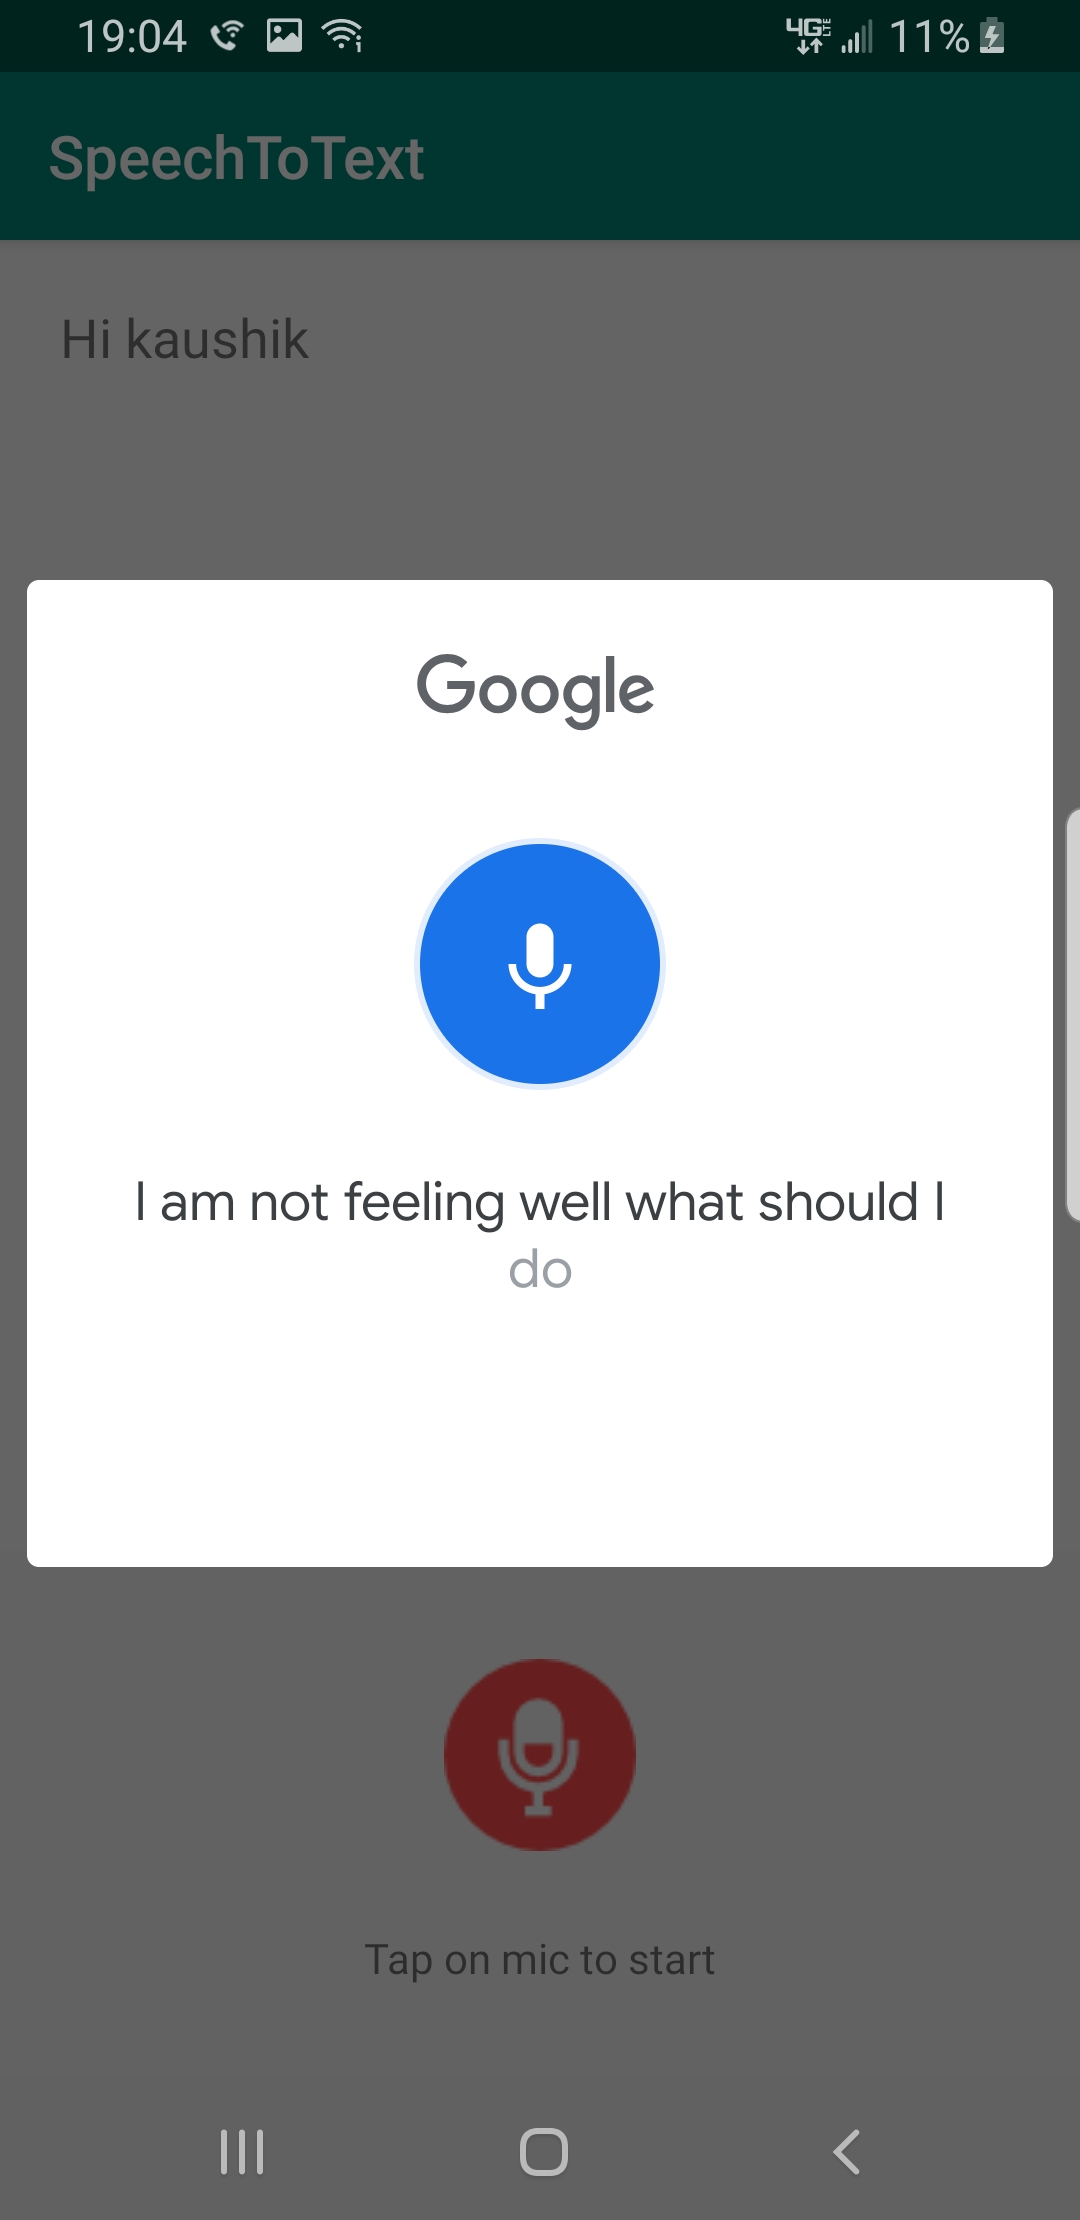 19:04
4G LTE 11%
SpeechToText
Hi kaushik
Google
I am not feeling well what should I
do
Tap on mic to start